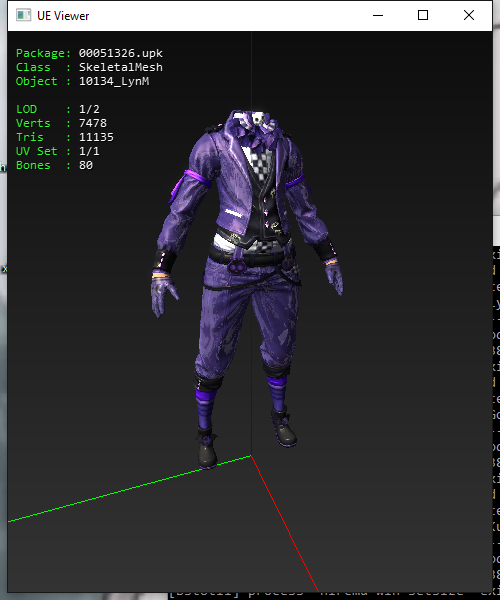 UE Viewer
Package: 00051326.upk
Class : SkeletalMesh
Object : 10134_LynM
LOD : 1/2
Verts : 7478
Tris : 11135
UV Set : 1/1
Bones : 80